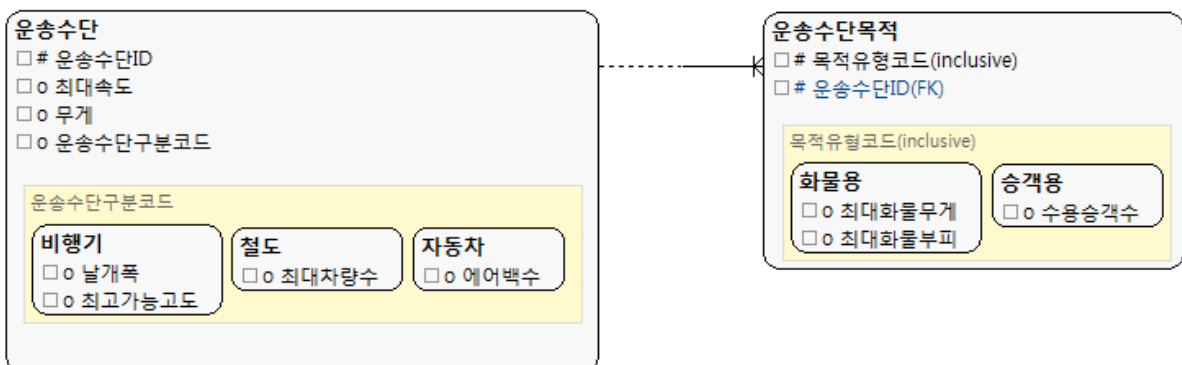 운송수단
# 운송수단ID
o 최대속도
o 무게
o 운송수단구분코드
운송수단구분코드
비행기
o 날개폭
o 최고가능고도
철도
o 최대차량수
자동차
o 에어백수
운송수단목적
# 목적유형코드(inclusive)
# 운송수단ID(FK)
목적유형코드(inclusive)
화물용
o 최대화물무게
o 최대화물부피
승객용
o 수용승객수